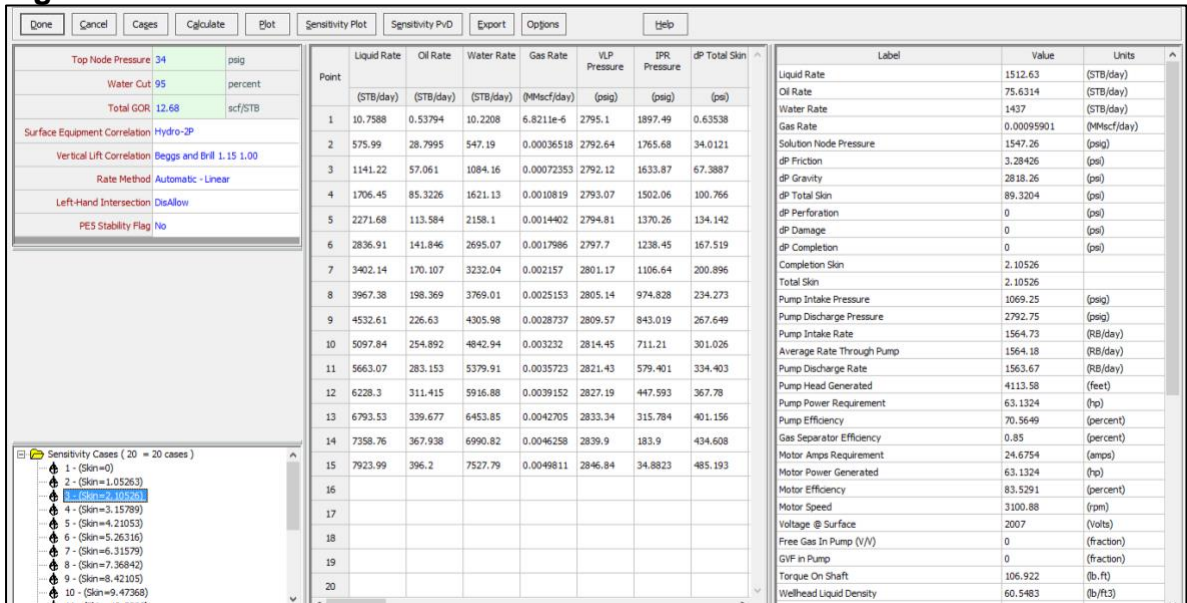 Done Cancel Cases Calculate Plot Sensitivity Plot Sensitivity PvD Export Options Help
Top Node Pressure 34 psig
Water Cut 95 percent
Total GOR 12.68 scf/STB
Surface Equipment Correlation Hydro-2P
Vertical Lift Correlation Beggs and Brill 1.15 1.00
Rate Method Automatic - Linear
Left-Hand Intersection DisAllow
PE5 Stability Flag No
Sensitivity Cases ( 20 = 20 cases )
1 - (Skin=0)
2 - (Skin=1.05263)
3 - (Skin=2.10526)
4 - (Skin=3.15789)
5 - (Skin=4.21053)
6 - (Skin=5.26316)
7 - (Skin=6.31579)
8 - (Skin=7.36842)
9 - (Skin=8.42105)
10 - (Skin=9.47368)
Point Liquid Rate Oil Rate Water Rate Gas Rate VLP Pressure IPR Pressure dP Total Skin
(STB/day) (STB/day) (STB/day) (MMscf/day) (psig) (psig) (psi)
1 10.7588 0.53794 10.2208 6.8211e-6 2795.1 1897.49 0.63538
2 575.99 28.7995 547.19 0.00036518 2792.64 1765.68 34.0121
3 1141.22 57.061 1084.16 0.00072353 2792.12 1633.87 67.3887
4 1706.45 85.3226 1621.13 0.0010819 2793.07 1502.06 100.766
5 2271.68 113.584 2158.1 0.0014402 2794.81 1370.26 134.142
6 2836.91 141.846 2695.07 0.0017986 2797.7 1238.45 167.519
7 3402.14 170.107 3232.04 0.002157 2801.17 1106.64 200.896
8 3967.38 198.369 3769.01 0.0025153 2805.14 974.828 234.273
9 4532.61 226.63 4305.98 0.0028737 2809.57 843.019 267.649
10 5097.84 254.892 4842.94 0.003232 2814.45 711.21 301.026
11 5663.07 283.153 5379.91 0.0035723 2821.43 579.401 334.403
12 6228.3 311.415 5916.88 0.0039152 2827.19 447.593 367.78
13 6793.53 339.677 6453.85 0.0042705 2833.34 315.784 401.156
14 7358.76 367.938 6990.82 0.0046258 2839.9 183.9 434.608
15 7923.99 396.2 7527.79 0.0049811 2846.84 34.8823 485.193
16
17
18
19
20
Label Value Units
Liquid Rate 1512.63 (STB/day)
Oil Rate 75.6314 (STB/day)
Water Rate 1437 (STB/day)
Gas Rate 0.00095901 (MMscf/day)
Solution Node Pressure 1547.26 (psig)
dP Friction 3.28426 (psi)
dP Gravity 2818.26 (psi)
dP Total Skin 89.3204 (psi)
dP Perforation 0 (psi)
dP Damage 0 (psi)
dP Completion 0 (psi)
Completion Skin 2.10526
Total Skin 2.10526
Pump Intake Pressure 1069.25 (psig)
Pump Discharge Pressure 2792.75 (psig)
Pump Intake Rate 1564.73 (RB/day)
Average Rate Through Pump 1564.18 (RB/day)
Pump Discharge Rate 1563.67 (RB/day)
Pump Head Generated 4113.58 (feet)
Pump Power Requirement 63.1324 (hp)
Pump Efficiency 70.5649 (percent)
Gas Separator Efficiency 0.85 (percent)
Motor Amps Requirement 24.6754 (amps)
Motor Power Generated 63.1324 (hp)
Motor Efficiency 83.5291 (percent)
Motor Speed 3100.88 (rpm)
Voltage @ Surface 2007 (Volts)
Free Gas In Pump (V/V) 0 (fraction)
GVF in Pump 0 (fraction)
Torque On Shaft 106.922 (lb.ft)
Wellhead Liquid Density 60.5483 (lb/ft3)